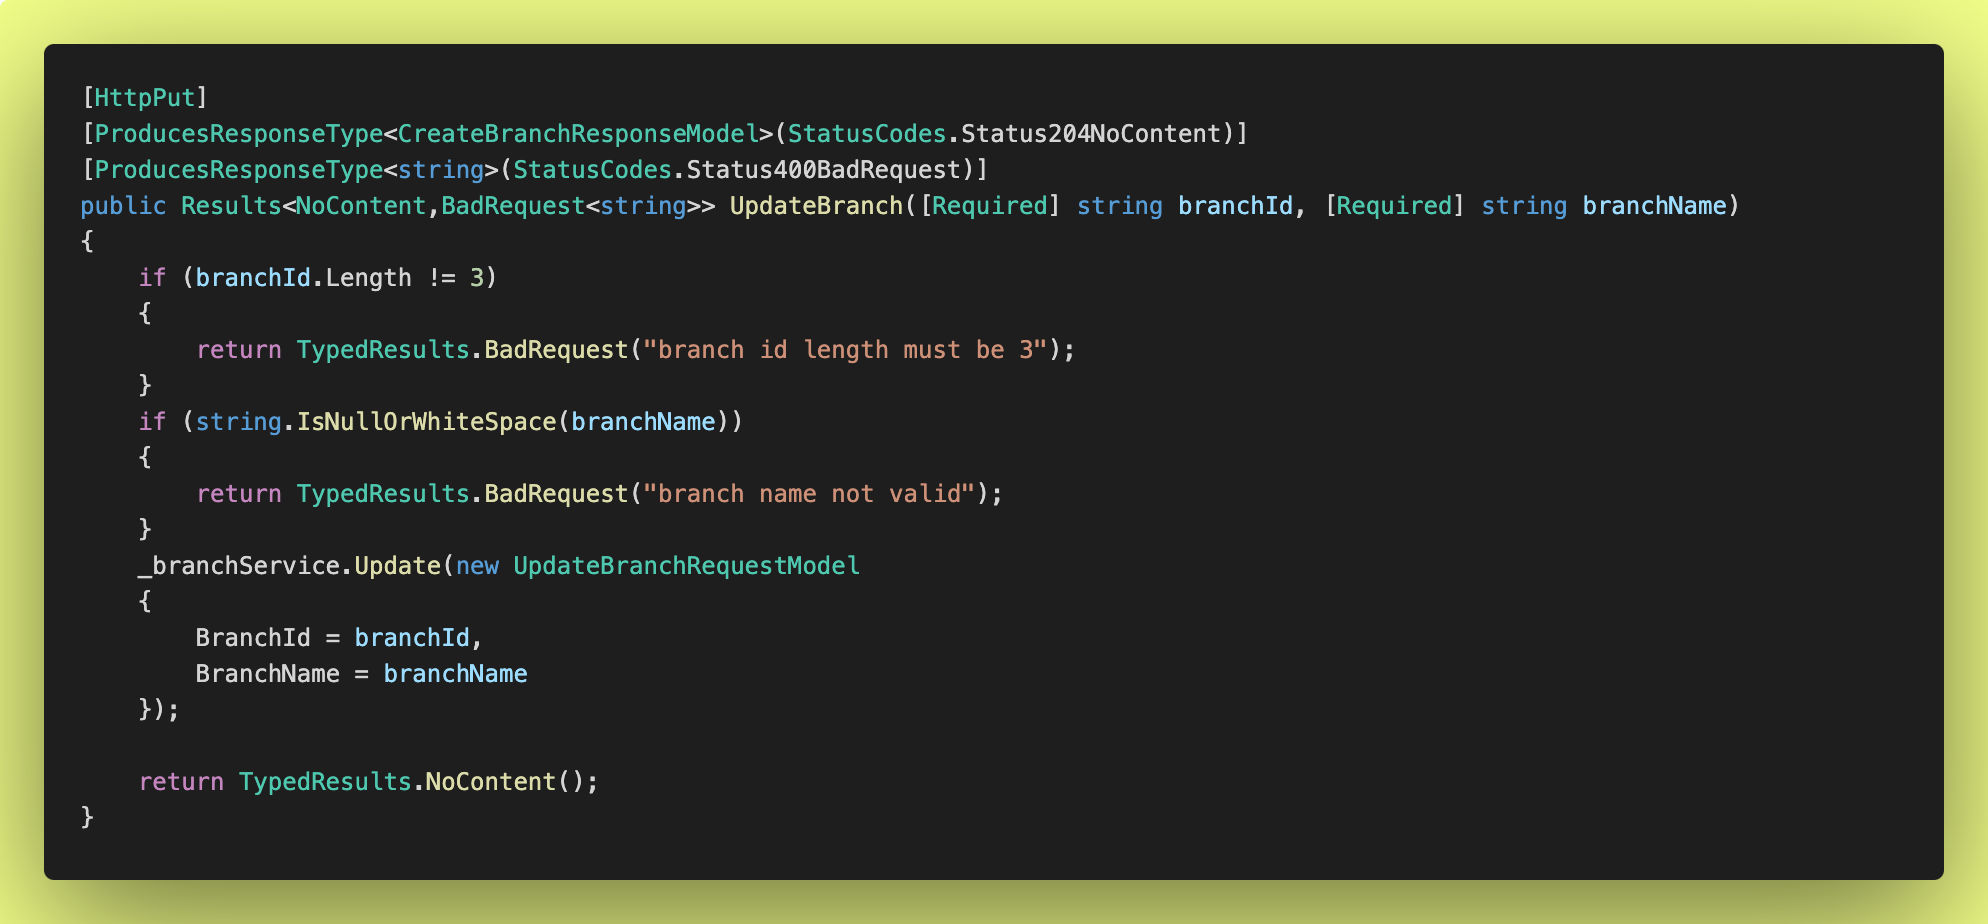 [HttpPut]
[ProducesResponseType<CreateBranchResponseModel>(StatusCodes.Status204NoContent)]
[ProducesResponseType<string>(StatusCodes.Status400BadRequest)]
public Results<NoContent,BadRequest<string>> UpdateBranch([Required] string branchId, [Required] string branchName)
{
    if (branchId.Length != 3)
    {
        return TypedResults.BadRequest("branch id length must be 3");
    }
    if (string.IsNullOrWhiteSpace(branchName))
    {
        return TypedResults.BadRequest("branch name not valid");
    }
    _branchService.Update(new UpdateBranchRequestModel
    {
        BranchId = branchId,
        BranchName = branchName
    });

    return TypedResults.NoContent();
}